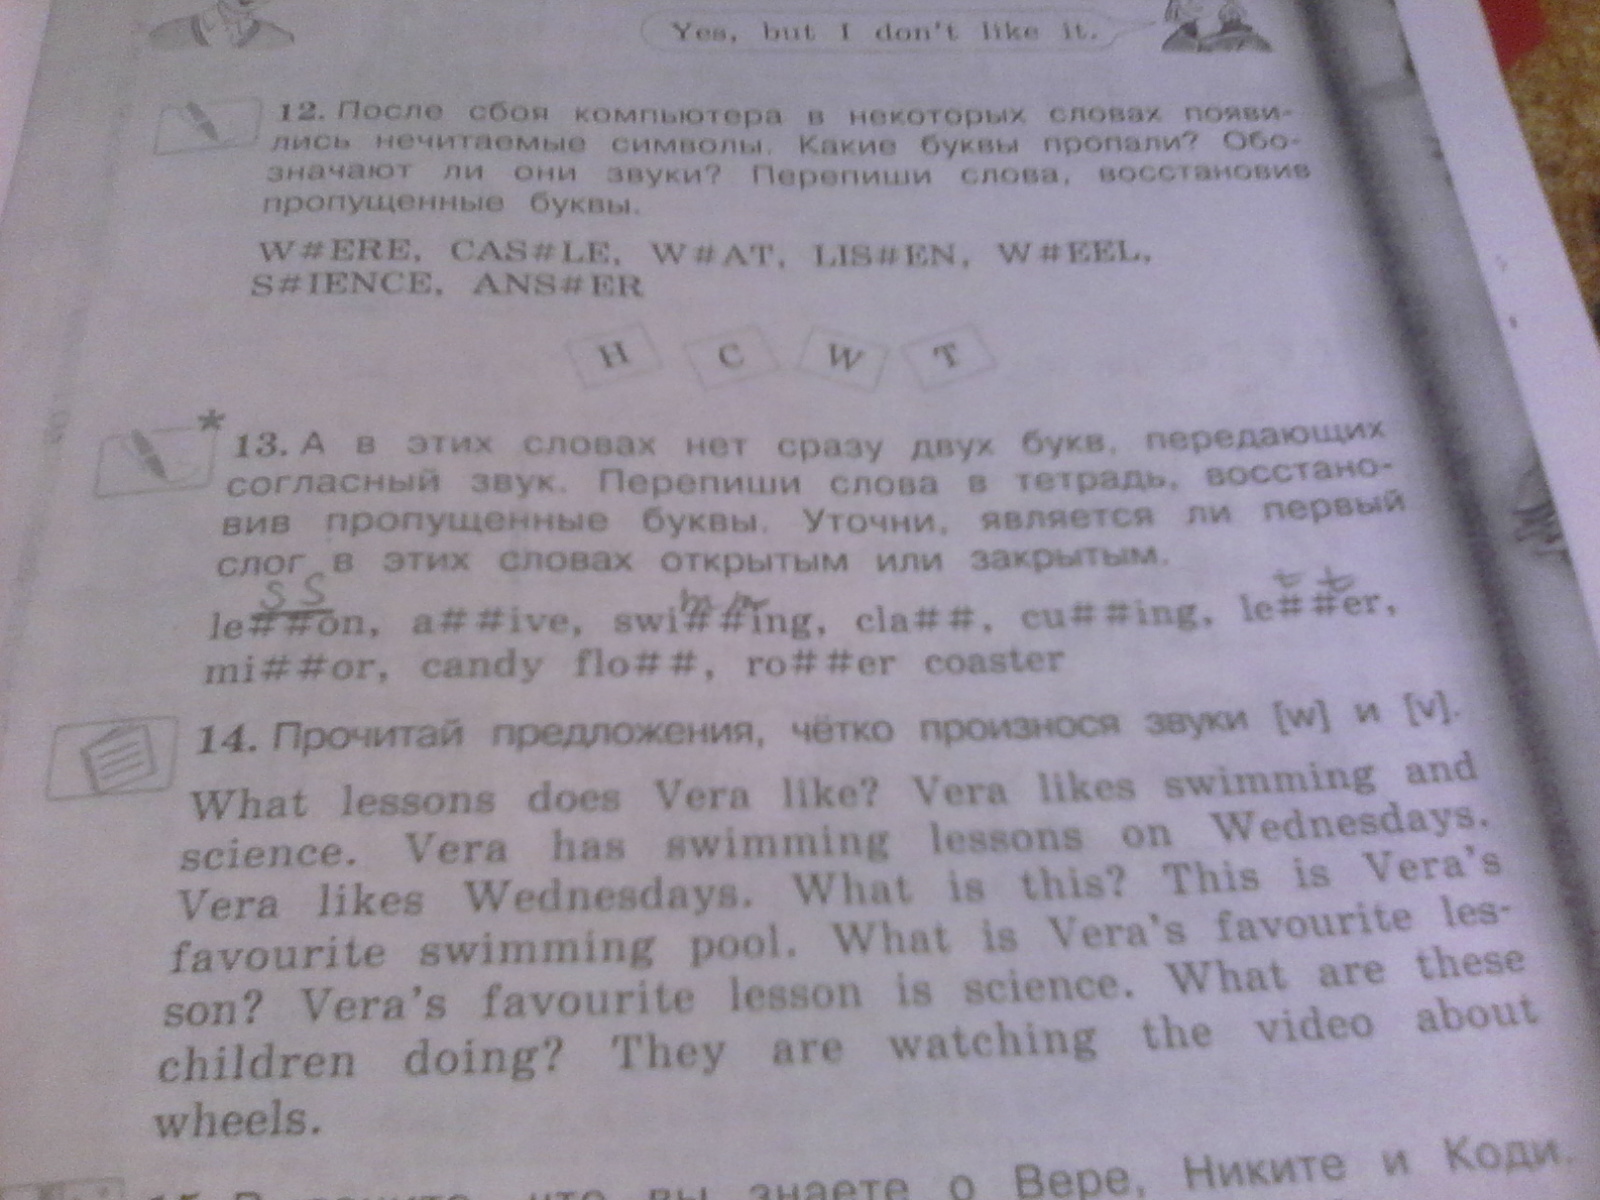 Yes, but I don't like it.
12. После сбоя компьютера в некоторых словах появи-
лись нечитаемые символы. Какие буквы пропали? Обо-
значают ли они звуки? Перепиши слова, восстановив
пропущенные буквы.
W#ERE, CAS#LE, W#AT, LIS#EN, W#EEL,
S#IENCE, ANS#ER
H C W T
*
13. А в этих словах нет сразу двух букв, передающих
согласный звук. Перепиши слова в тетрадь, восстано-
вив пропущенные буквы. Уточни, является ли первый
слог в этих словах открытым или закрытым.
s s m m t t
le##on, a##ive, swi##ing, cla##, cu##ing, le##er,
mi##or, candy flo##, ro##er coaster
14. Прочитай предложения, чётко произнося звуки [w] и [v].
What lessons does Vera like? Vera likes swimming and
science. Vera has swimming lessons on Wednesdays.
Vera likes Wednesdays. What is this? This is Vera's
favourite swimming pool. What is Vera's favourite les-
son? Vera's favourite lesson is science. What are these
children doing? They are watching the video about
wheels.
что вы знаете о Вере, Никите и Коди.